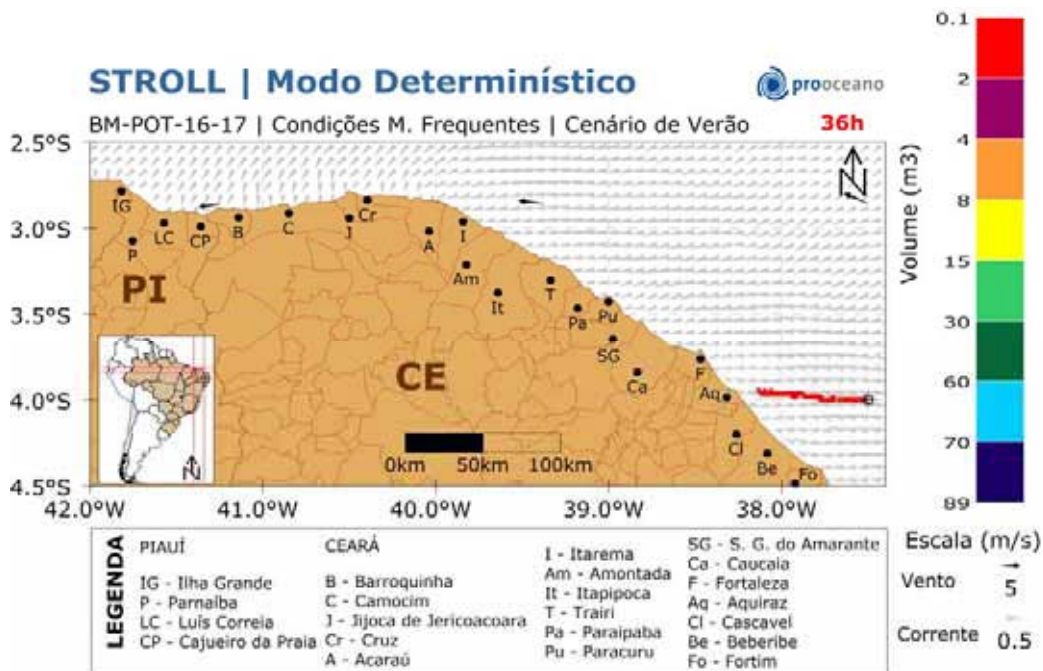 STROLL | Modo Determinístico
prooceano
BM-POT-16-17 | Condições M. Frequentes | Cenário de Verão
36h
N
2.5°S
3.0°S
3.5°S
4.0°S
4.5°S
42.0°W
41.0°W
40.0°W
39.0°W
38.0°W
IG
P
LC
CP
B
C
J
Cr
A
I
Am
It
T
Pa
Pu
SG
Ca
F
Aq
Cl
Be
Fo
PI
CE
0km
50km
100km
N
Volume (m3)
0.1
2
4
8
15
30
60
70
89
LEGENDA
PIAUÍ
IG - Ilha Grande
P - Parnaíba
LC - Luís Correia
CP - Cajueiro da Praia
CEARÁ
B - Barroquinha
C - Camocim
J - Jijoca de Jericoacoara
Cr - Cruz
A - Acaraú
I - Itarema
Am - Amontada
It - Itapipoca
T - Trairi
Pa - Paraipaba
Pu - Paracuru
SG - S. G. do Amarante
Ca - Caucaia
F - Fortaleza
Aq - Aquiraz
Cl - Cascavel
Be - Beberibe
Fo - Fortim
Escala (m/s)
Vento
5
Corrente
0.5